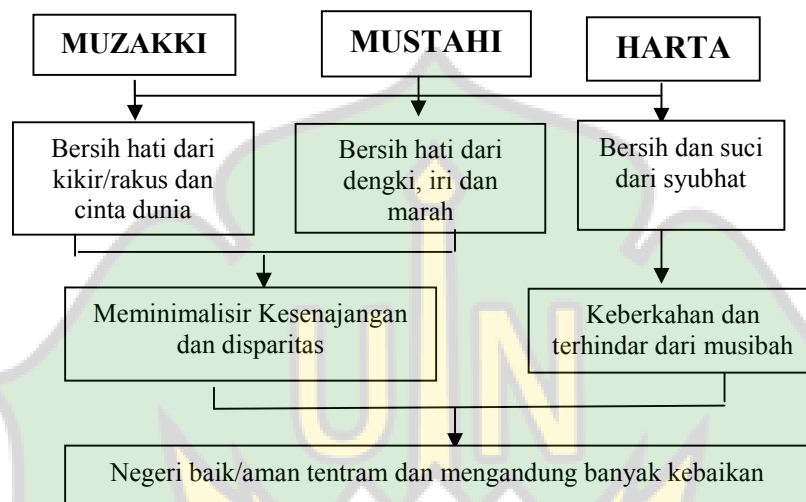 MUZAKKI
MUSTAHI
HARTA
Bersih hati dari
kikir/rakus dan
cinta dunia
Bersih hati dari
dengki, iri dan
marah
Bersih dan suci
dari syubhat
Meminimalisir Kesenajangan
dan disparitas
Keberkahan dan
terhindar dari musibah
Negeri baik/aman tentram dan mengandung banyak kebaikan
UIN